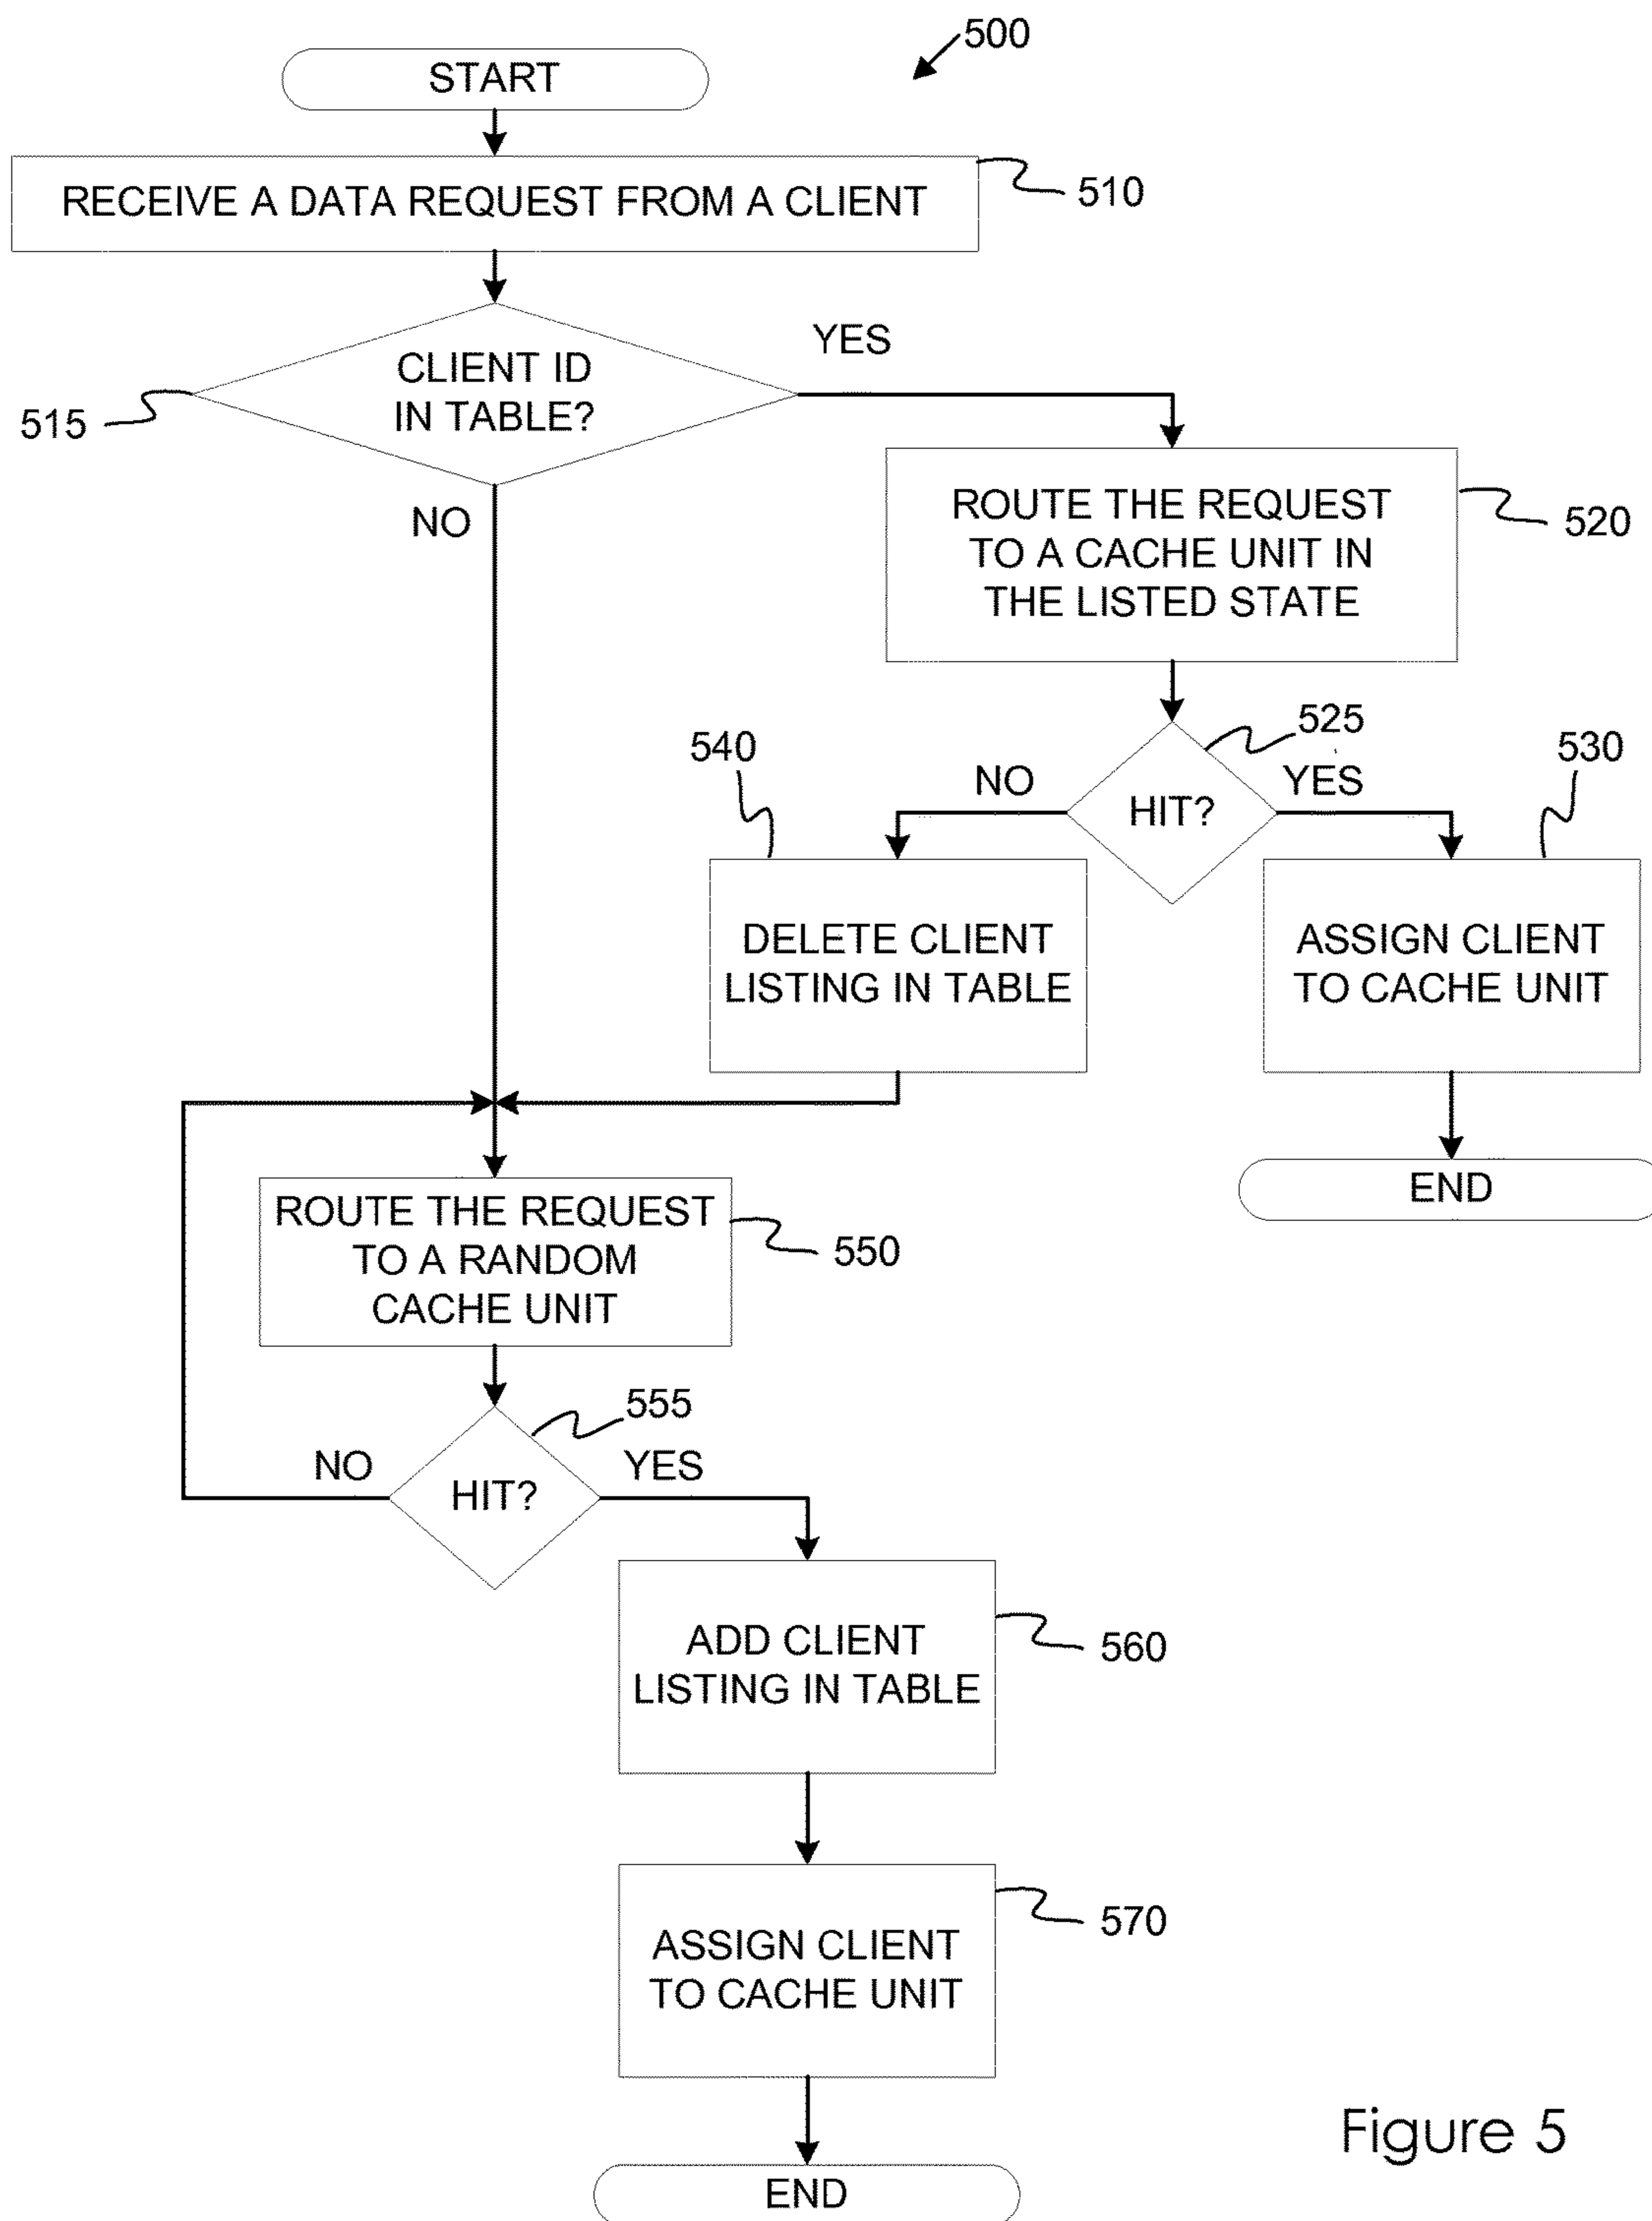 500
START
RECEIVE A DATA REQUEST FROM A CLIENT
510
CLIENT ID
IN TABLE?
515
YES
NO
ROUTE THE REQUEST
TO A CACHE UNIT IN
THE LISTED STATE
520
525
HIT?
NO
YES
540
530
DELETE CLIENT
LISTING IN TABLE
ASSIGN CLIENT
TO CACHE UNIT
END
ROUTE THE REQUEST
TO A RANDOM
CACHE UNIT
550
555
HIT?
NO
YES
ADD CLIENT
LISTING IN TABLE
560
ASSIGN CLIENT
TO CACHE UNIT
570
END
Figure 5